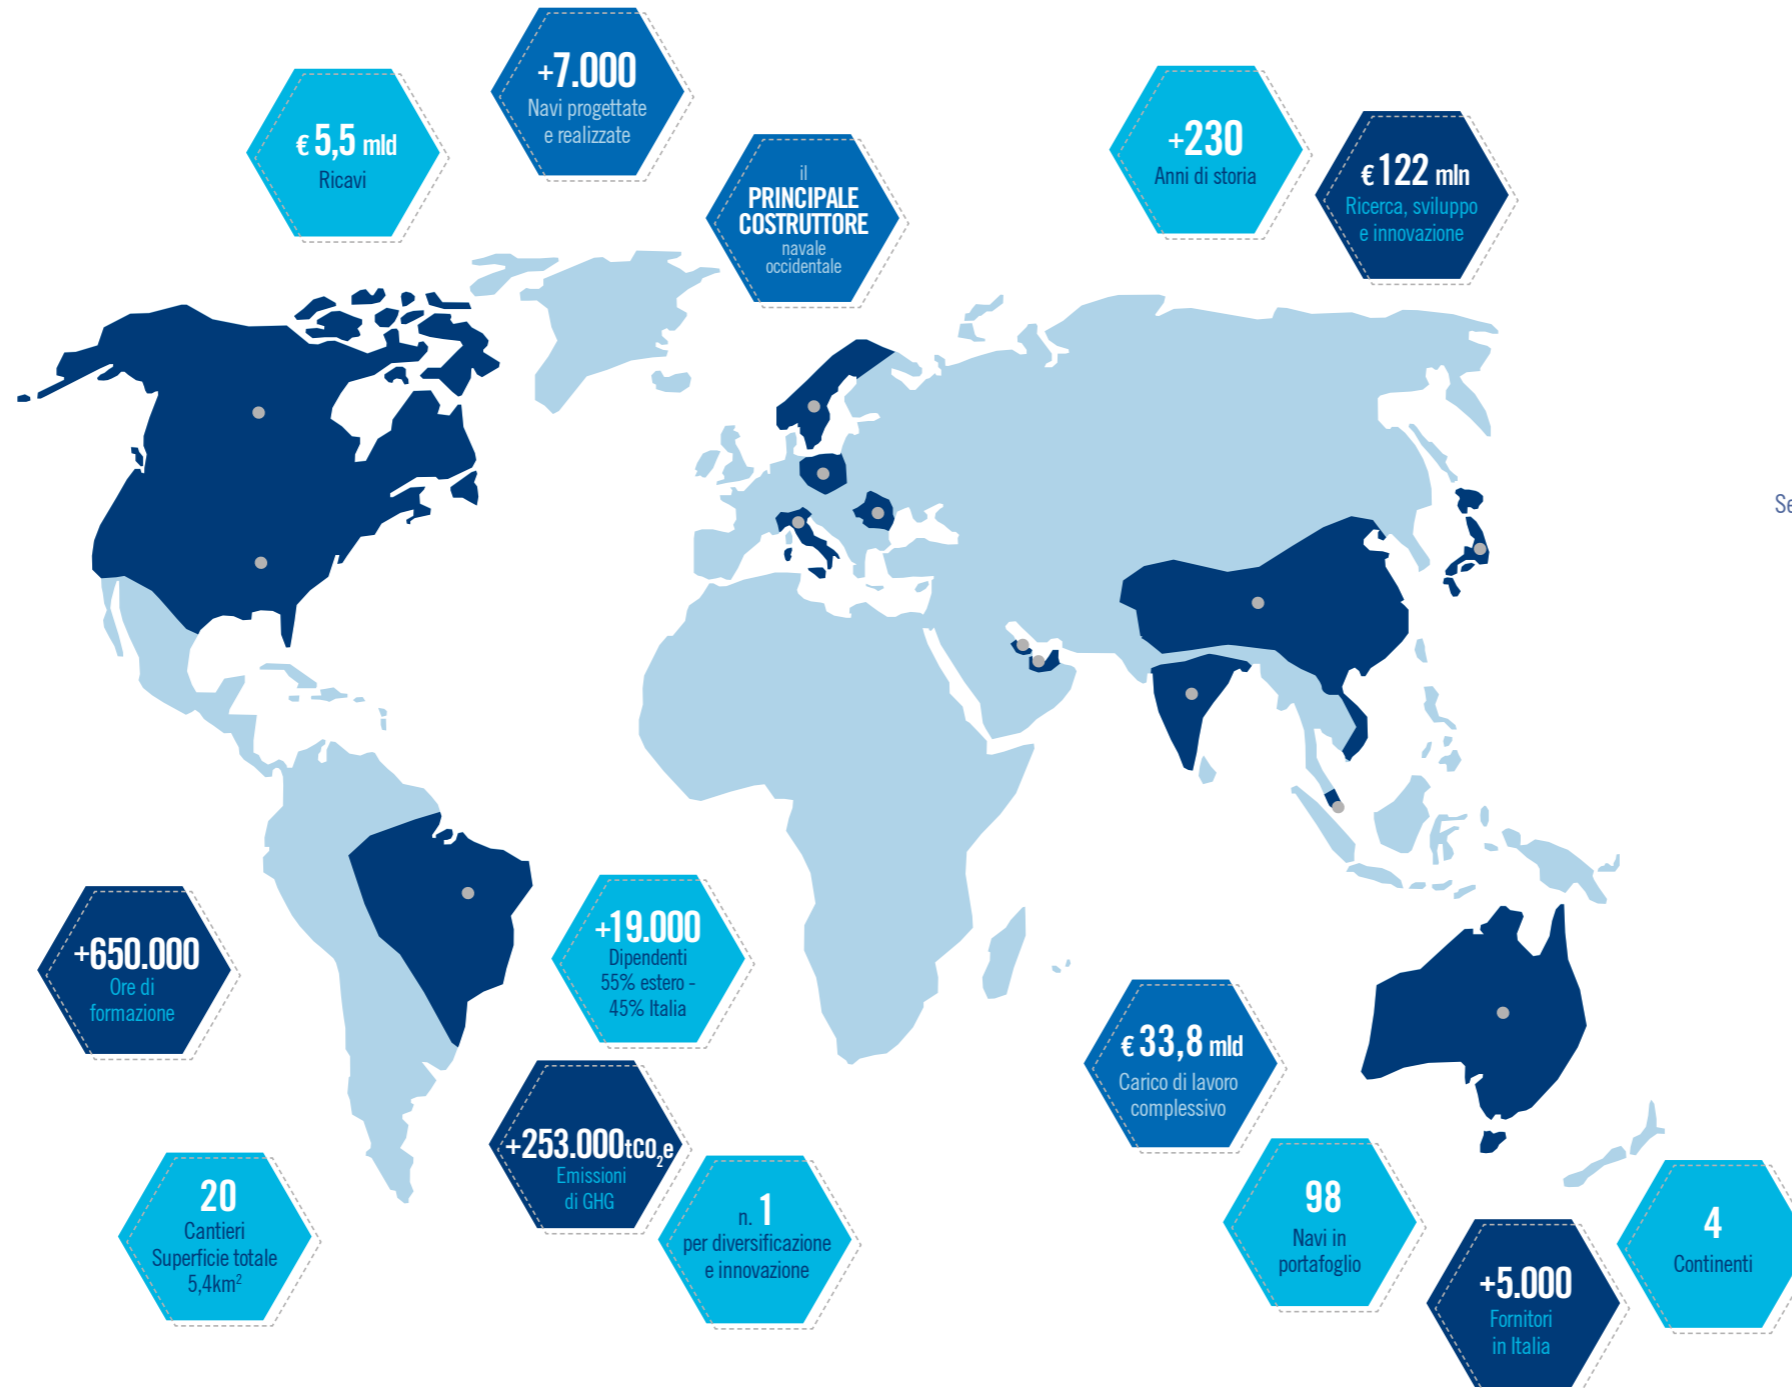 +7.000
Navi progettate
e realizzate
€ 5,5 mld
Ricavi
il
PRINCIPALE
COSTRUTTORE
navale
occidentale
+230
Anni di storia
€ 122 mln
Ricerca, sviluppo
e innovazione
Se
+650.000
Ore di
formazione
+19.000
Dipendenti
55% estero -
45% Italia
€ 33,8 mld
Carico di lavoro
complessivo
+253.000tCO₂e
Emissioni
di GHG
20
Cantieri
Superficie totale
5,4km²
n. 1
per diversificazione
e innovazione
98
Navi in
portafoglio
+5.000
Fornitori
in Italia
4
Continenti